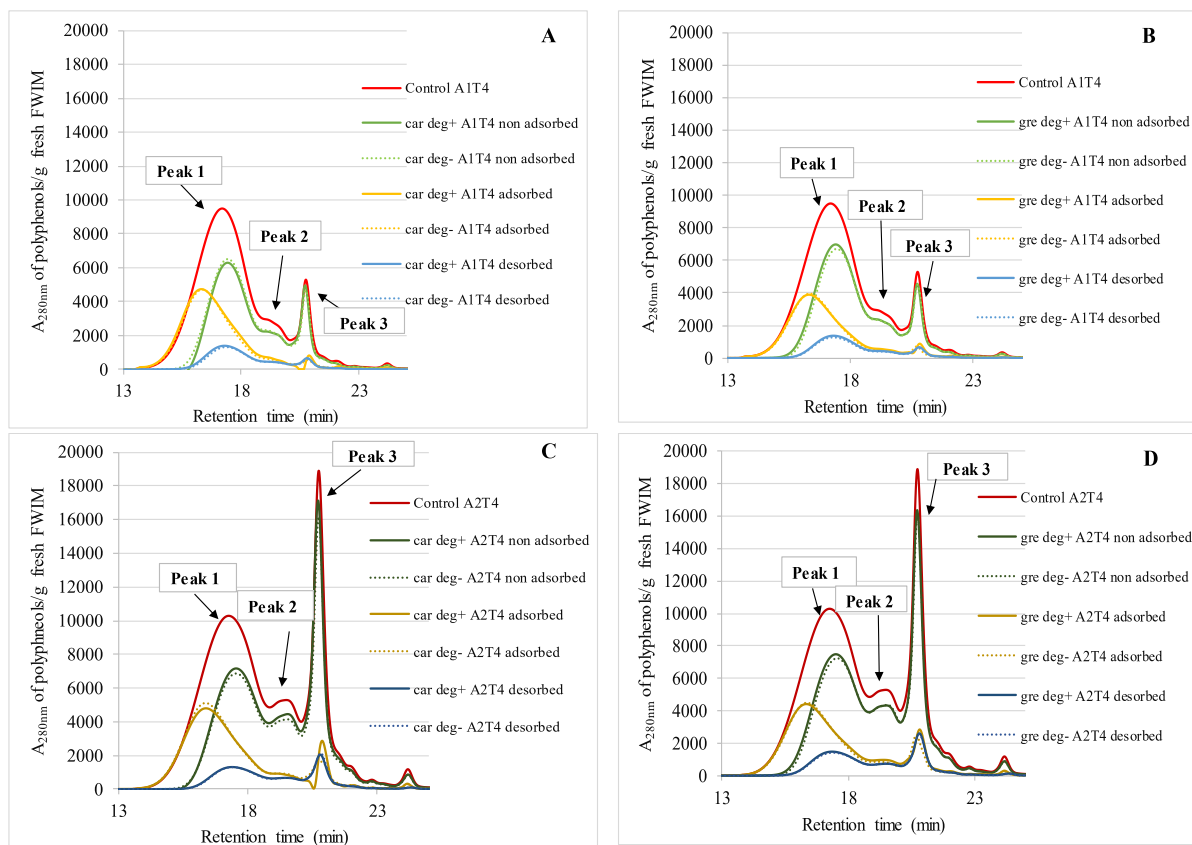 A
A280nm of polyphenols/g fresh FWIM
20000
18000
16000
14000
12000
10000
8000
6000
4000
2000
0
13
18
23
Retention time (min)
Peak 1
Peak 2
Peak 3
Control A1T4
car deg+ A1T4 non adsorbed
car deg- A1T4 non adsorbed
car deg+ A1T4 adsorbed
car deg- A1T4 adsorbed
car deg+ A1T4 desorbed
car deg- A1T4 desorbed
B
A280nm of polyphenols/g fresh FWIM
20000
18000
16000
14000
12000
10000
8000
6000
4000
2000
0
13
18
23
Retention time (min)
Peak 1
Peak 2
Peak 3
Control A1T4
gre deg+ A1T4 non adsorbed
gre deg- A1T4 non adsorbed
gre deg+ A1T4 adsorbed
gre deg- A1T4 adsorbed
gre deg+ A1T4 desorbed
gre deg- A1T4 desorbed
C
A280nm of polyphneols/g fresh FWIM
20000
18000
16000
14000
12000
10000
8000
6000
4000
2000
0
13
18
23
Retention time (min)
Peak 1
Peak 2
Peak 3
Control A2T4
car deg+ A2T4 non adsorbed
car deg- A2T4 non adsorbed
car deg+ A2T4 adsorbed
car deg- A2T4 adsorbed
car deg+ A2T4 desorbed
car deg- A2T4 desorbed
D
A280nm of polyphenols/g fresh FWIM
20000
18000
16000
14000
12000
10000
8000
6000
4000
2000
0
13
18
23
Retention time (min)
Peak 1
Peak 2
Peak 3
Control A2T4
gre deg+ A2T4 non adsorbed
gre deg- A2T4 non adsorbed
gre deg+ A2T4 adsorbed
gre deg- A2T4 adsorbed
gre deg+ A2T4 desorbed
gre deg- A2T4 desorbed